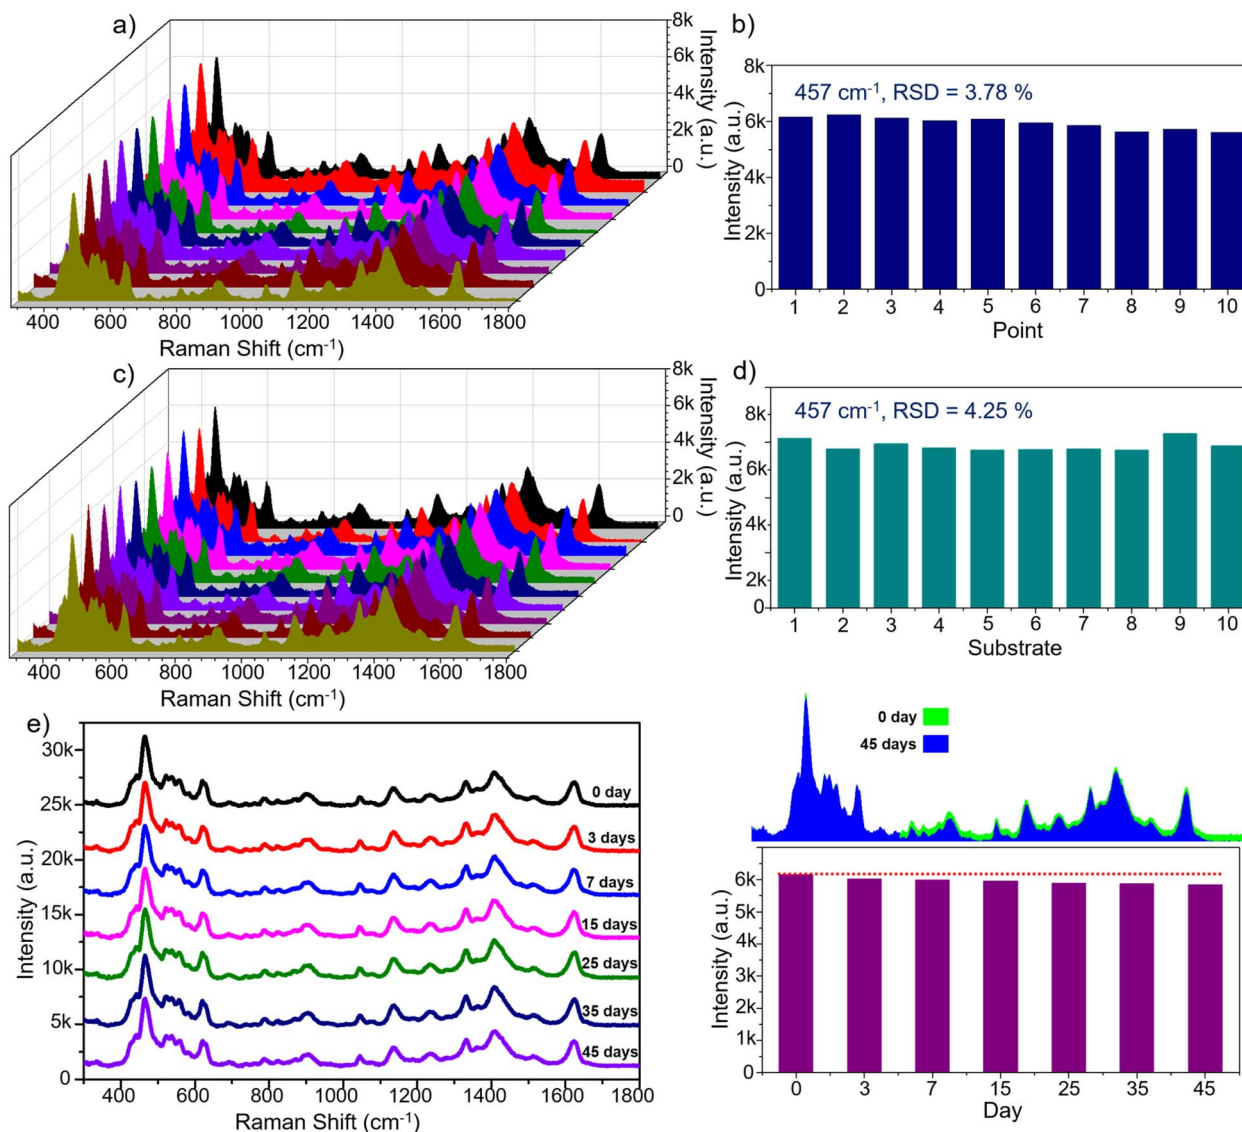 a)
8k
6k
4k
2k
0
Intensity (a.u.)
400 600 800 1000 1200 1400 1600 1800
Raman Shift (cm⁻¹)
b)
457 cm⁻¹, RSD = 3.78 %
8k
6k
4k
2k
0
Intensity (a.u.)
1 2 3 4 5 6 7 8 9 10
Point
c)
8k
6k
4k
2k
0
Intensity (a.u.)
400 600 800 1000 1200 1400 1600 1800
Raman Shift (cm⁻¹)
d)
457 cm⁻¹, RSD = 4.25 %
8k
6k
4k
2k
0
Intensity (a.u.)
1 2 3 4 5 6 7 8 9 10
Substrate
e)
30k
25k
20k
15k
10k
5k
0
Intensity (a.u.)
0 day
3 days
7 days
15 days
25 days
35 days
45 days
400 600 800 1000 1200 1400 1600 1800
Raman Shift (cm⁻¹)
0 day
45 days
6k
5k
4k
3k
2k
1k
0
Intensity (a.u.)
0 3 7 15 25 35 45
Day